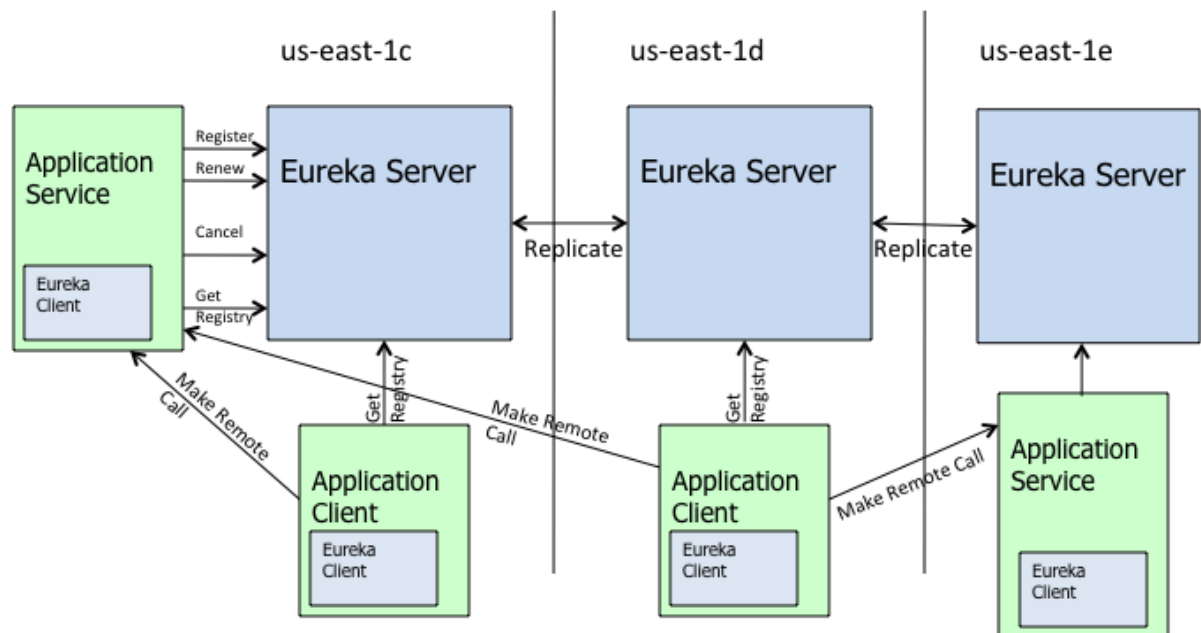 us-east-1c
us-east-1d
us-east-1e
Application
Service
Eureka
Client
Register
Renew
Cancel
Get
Registry
Eureka Server
Replicate
Eureka Server
Replicate
Eureka Server
Make Remote
Call
Get
Registry
Make Remote
Call
Get
Registry
Make Remote Call
Application
Client
Eureka
Client
Application
Client
Eureka
Client
Application
Service
Eureka
Client